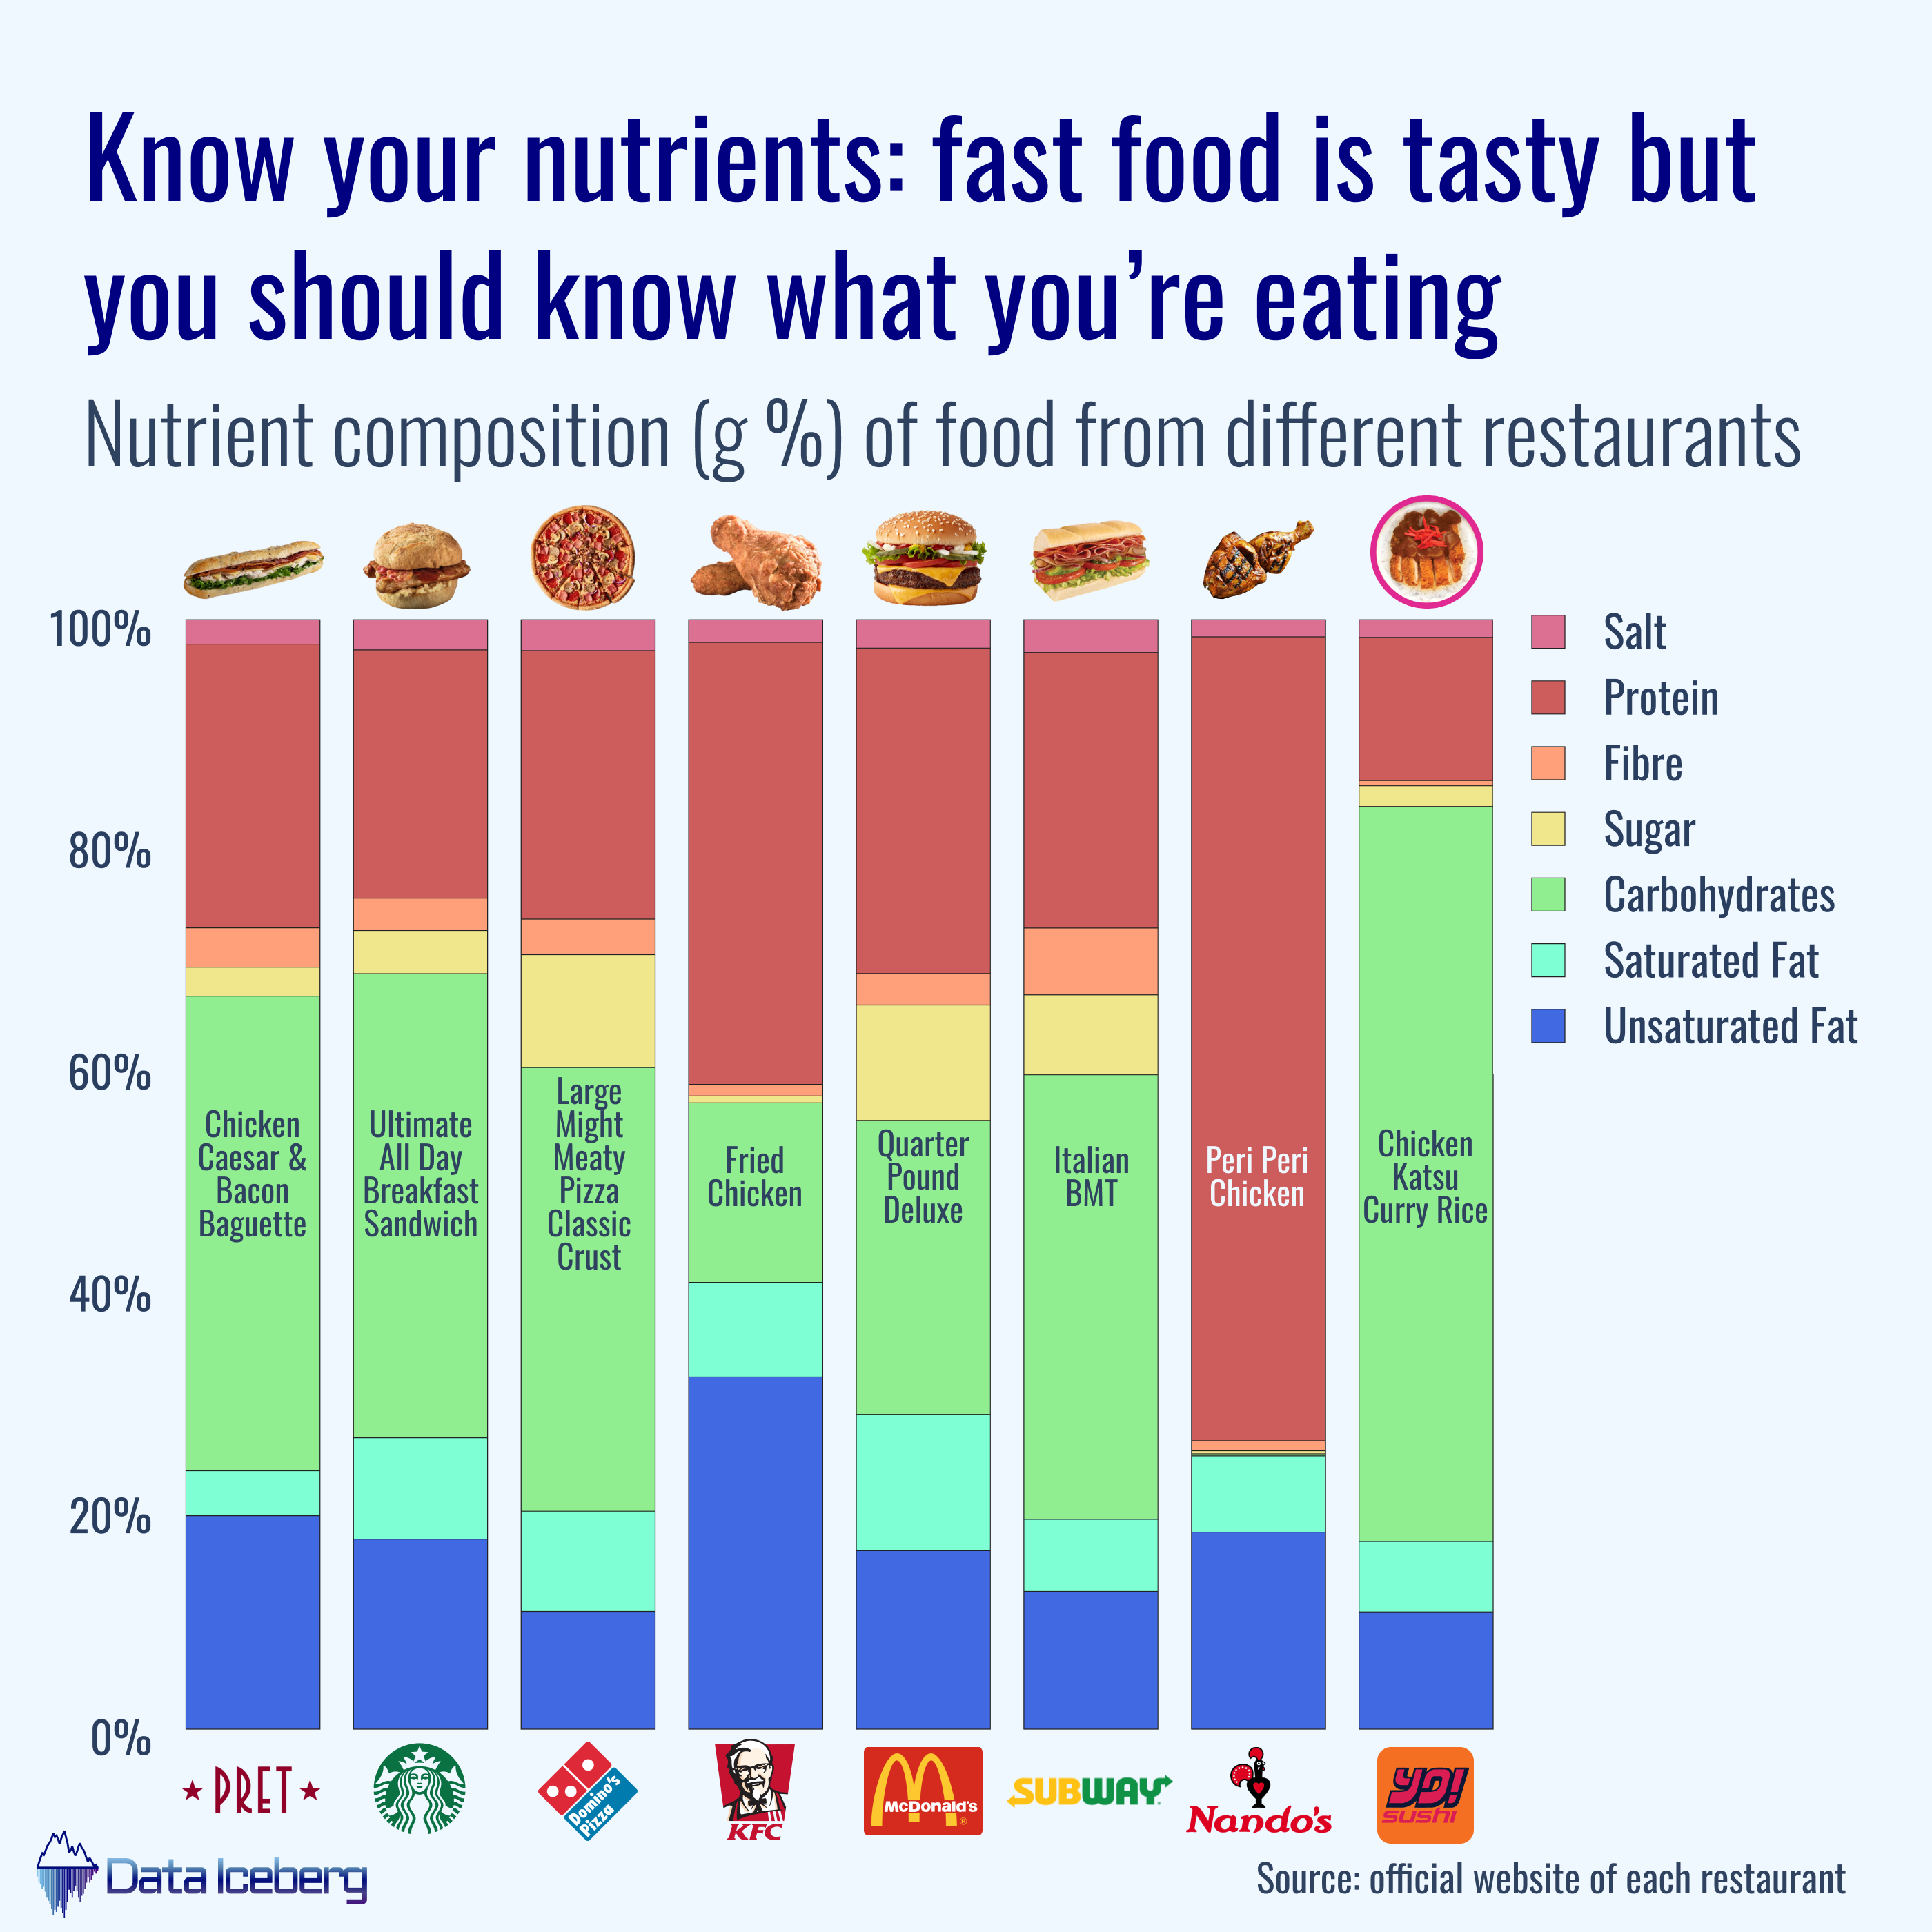 Know your nutrients: fast food is tasty but
you should know what you're eating
Nutrient composition (g %) of food from different restaurants
100%
80%
60%
40%
20%
0%
Salt
Protein
Fibre
Sugar
Carbohydrates
Saturated Fat
Unsaturated Fat
Chicken
Caesar &
Bacon
Baguette
Ultimate
All Day
Breakfast
Sandwich
Large
Might
Meaty
Pizza
Classic
Crust
Fried
Chicken
Quarter
Pound
Deluxe
Italian
BMT
Peri Peri
Chicken
Chicken
Katsu
Curry Rice
PRET
Domino's
Pizza
KFC
McDonald's
®
SUBWAY
Nando's
YO!
sushi
Data Iceberg
Source: official website of each restaurant